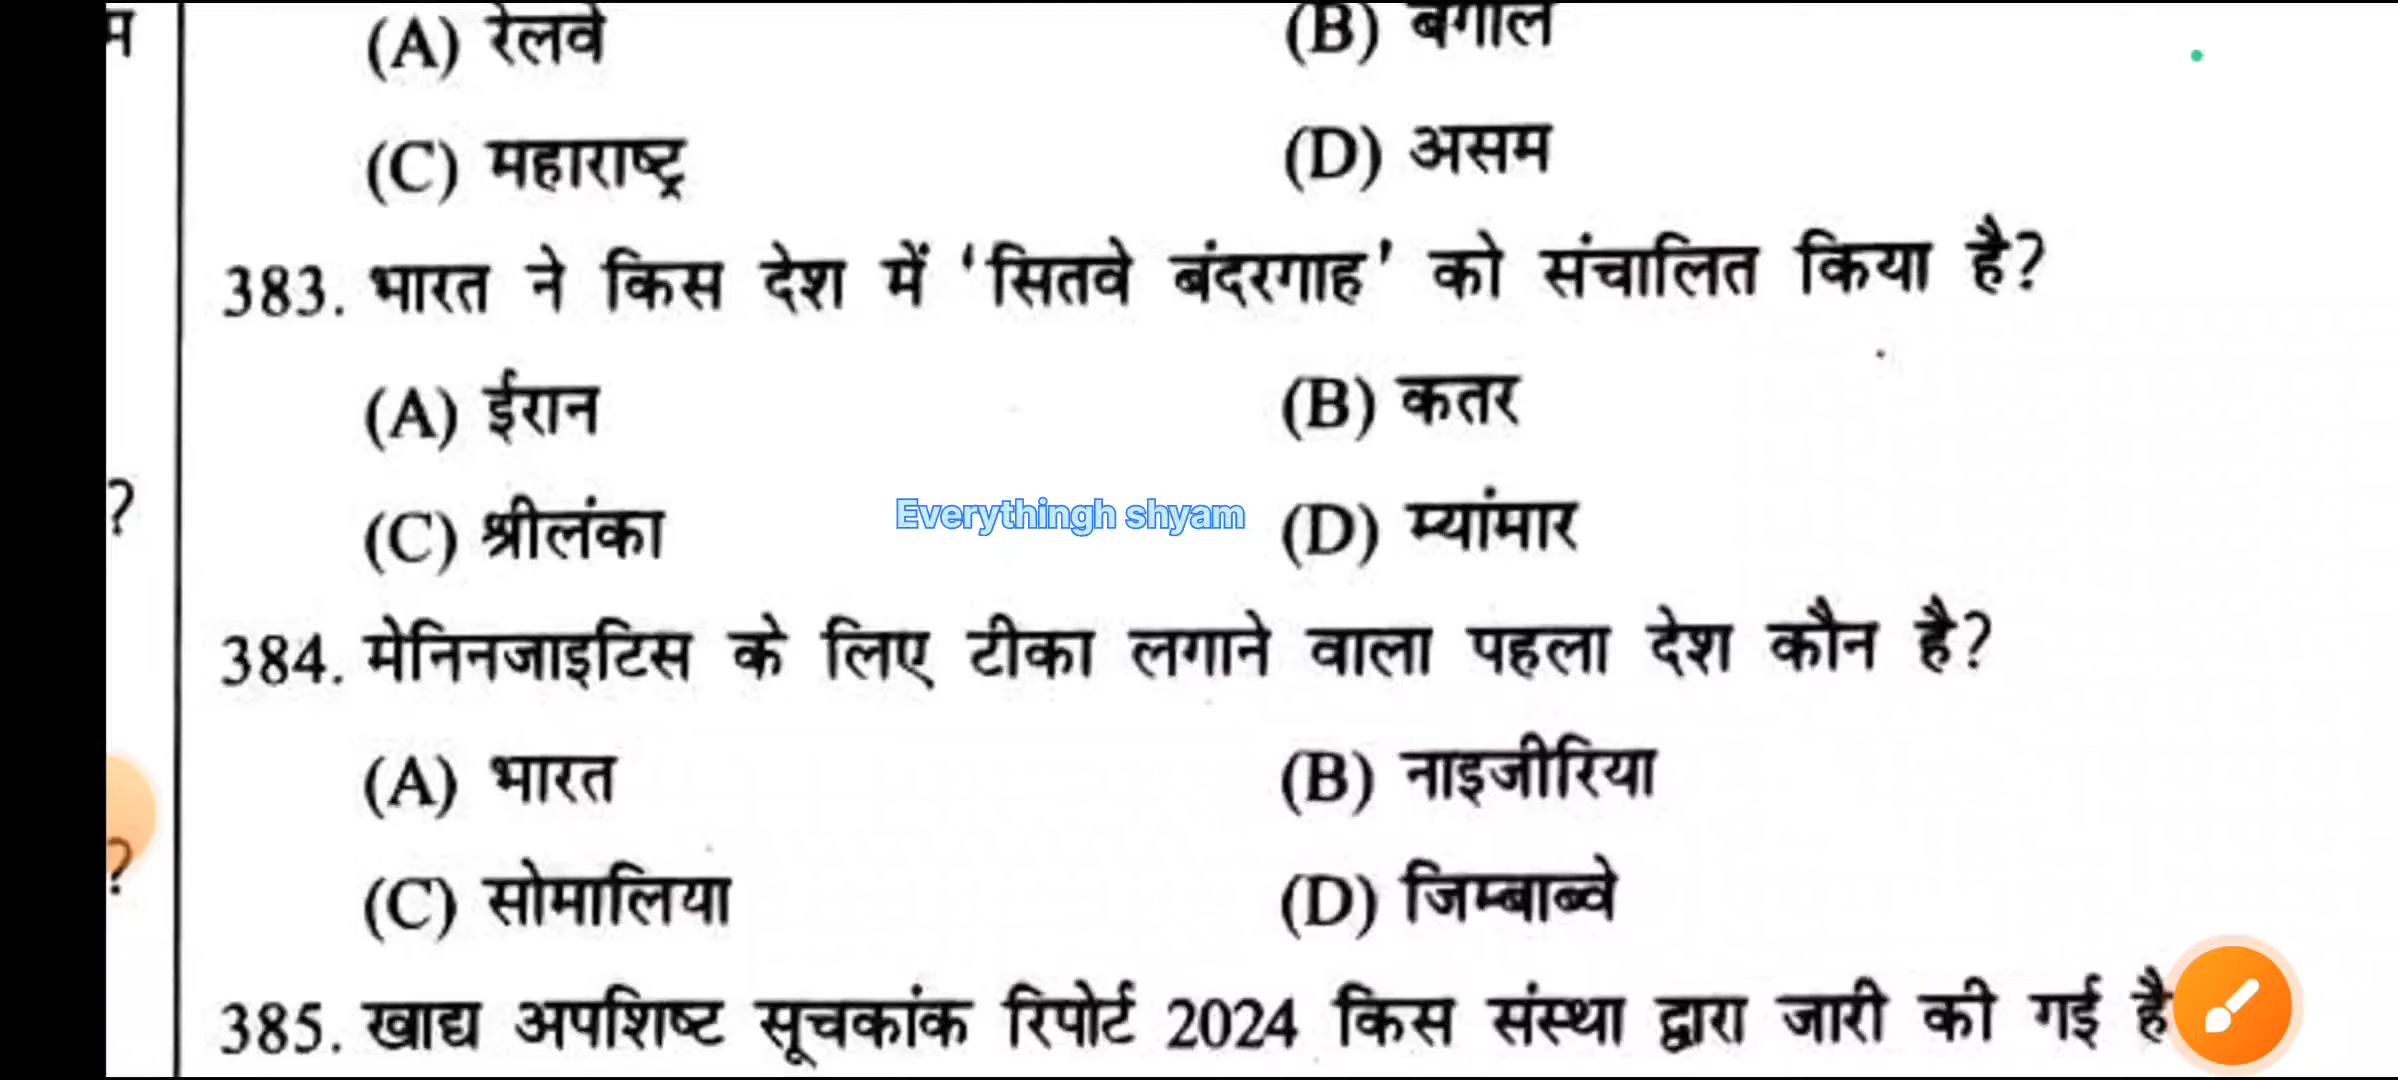 म
(A) रेलवे (B) बंगाल
(C) महाराष्ट्र (D) असम
383. भारत ने किस देश में ‘सितवे बंदरगाह’ को संचालित किया है?
(A) ईरान (B) कतर
?
(C) श्रीलंका Everythingh shyam (D) म्यांमार
384. मेनिनजाइटिस के लिए टीका लगाने वाला पहला देश कौन है?
(A) भारत (B) नाइजीरिया
?
(C) सोमालिया (D) जिम्बाब्वे
385. खाद्य अपशिष्ट सूचकांक रिपोर्ट 2024 किस संस्था द्वारा जारी की गई है